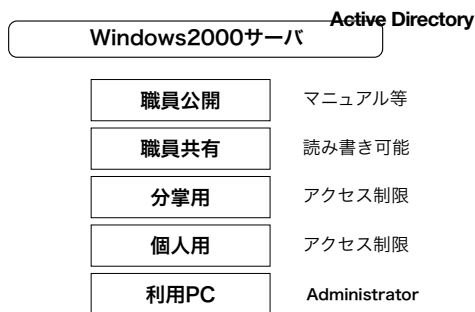 Active Directory
Windows2000サーバ
職員公開 マニュアル等
職員共有 読み書き可能
分掌用 アクセス制限
個人用 アクセス制限
利用PC Administrator